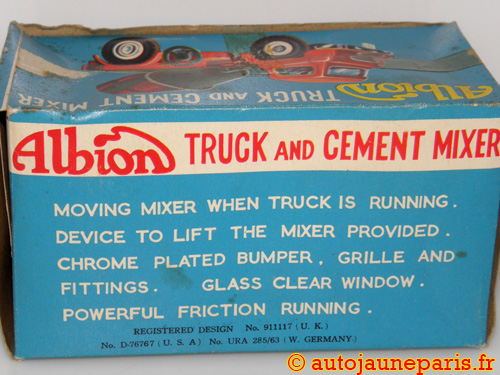 Albion
TRUCK AND CEMENT MIXER
Albion TRUCK AND CEMENT MIXER
MOVING MIXER WHEN TRUCK IS RUNNING.
DEVICE TO LIFT THE MIXER PROVIDED.
CHROME PLATED BUMPER, GRILLE AND
FITTINGS. GLASS CLEAR WINDOW.
POWERFUL FRICTION RUNNING.
REGISTERED DESIGN No. 911117 (U. K.)
No. D-76767 (U. S. A) No. URA 285/63 (W. GERMANY)
© autojauneparis.fr